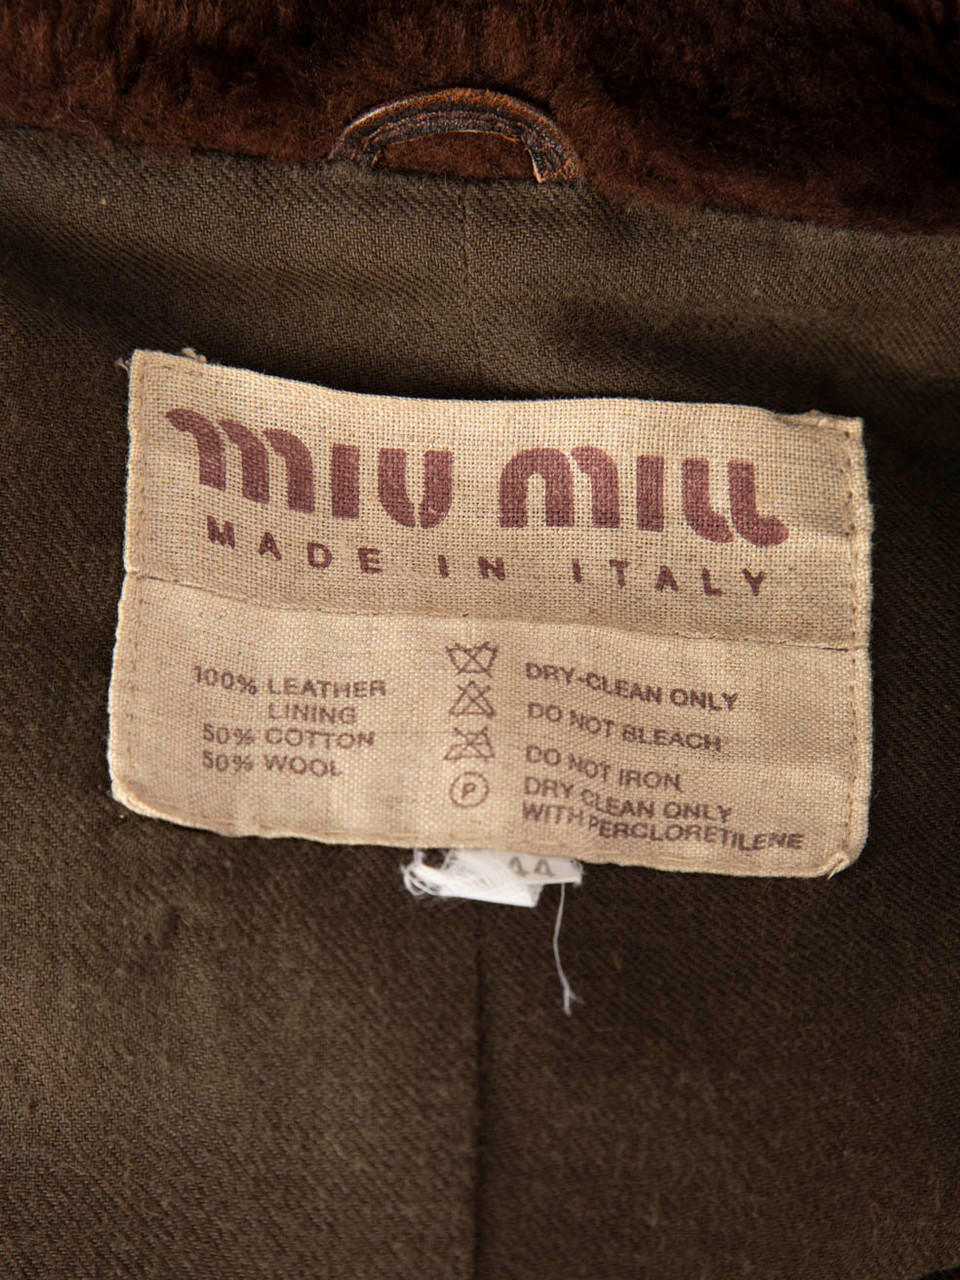 miu mill
MADE IN ITALY
100% LEATHER
LINING
50% COTTON
50% WOOL
DRY-CLEAN ONLY
DO NOT BLEACH
DO NOT IRON
P
DRY CLEAN ONLY
WITH PERCLORETILENE
44